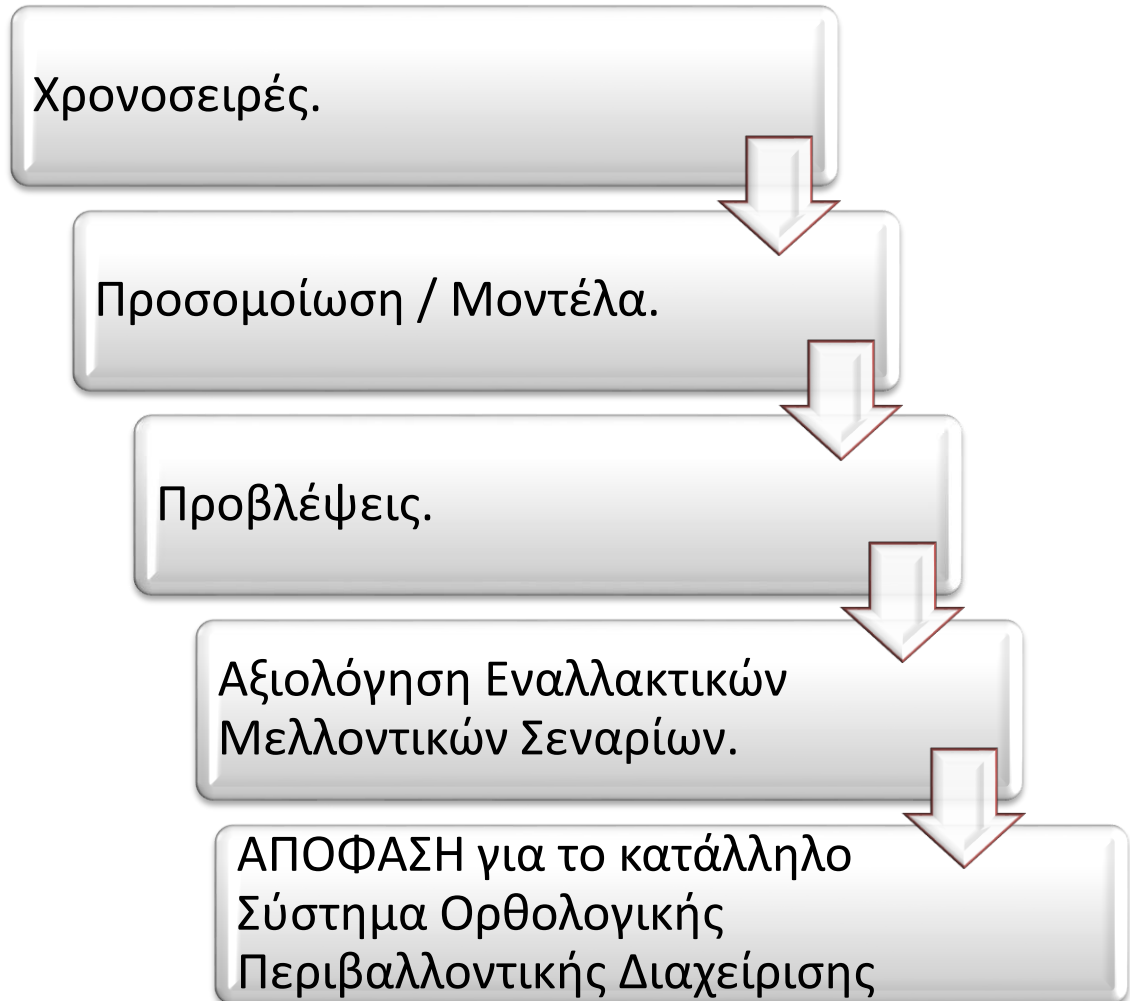 Χρονοσειρές.
Προσομοίωση / Μοντέλα.
Προβλέψεις.
Αξιολόγηση Εναλλακτικών
Μελλοντικών Σεναρίων.
ΑΠΟΦΑΣΗ για το κατάλληλο
Σύστημα Ορθολογικής
Περιβαλλοντικής Διαχείρισης